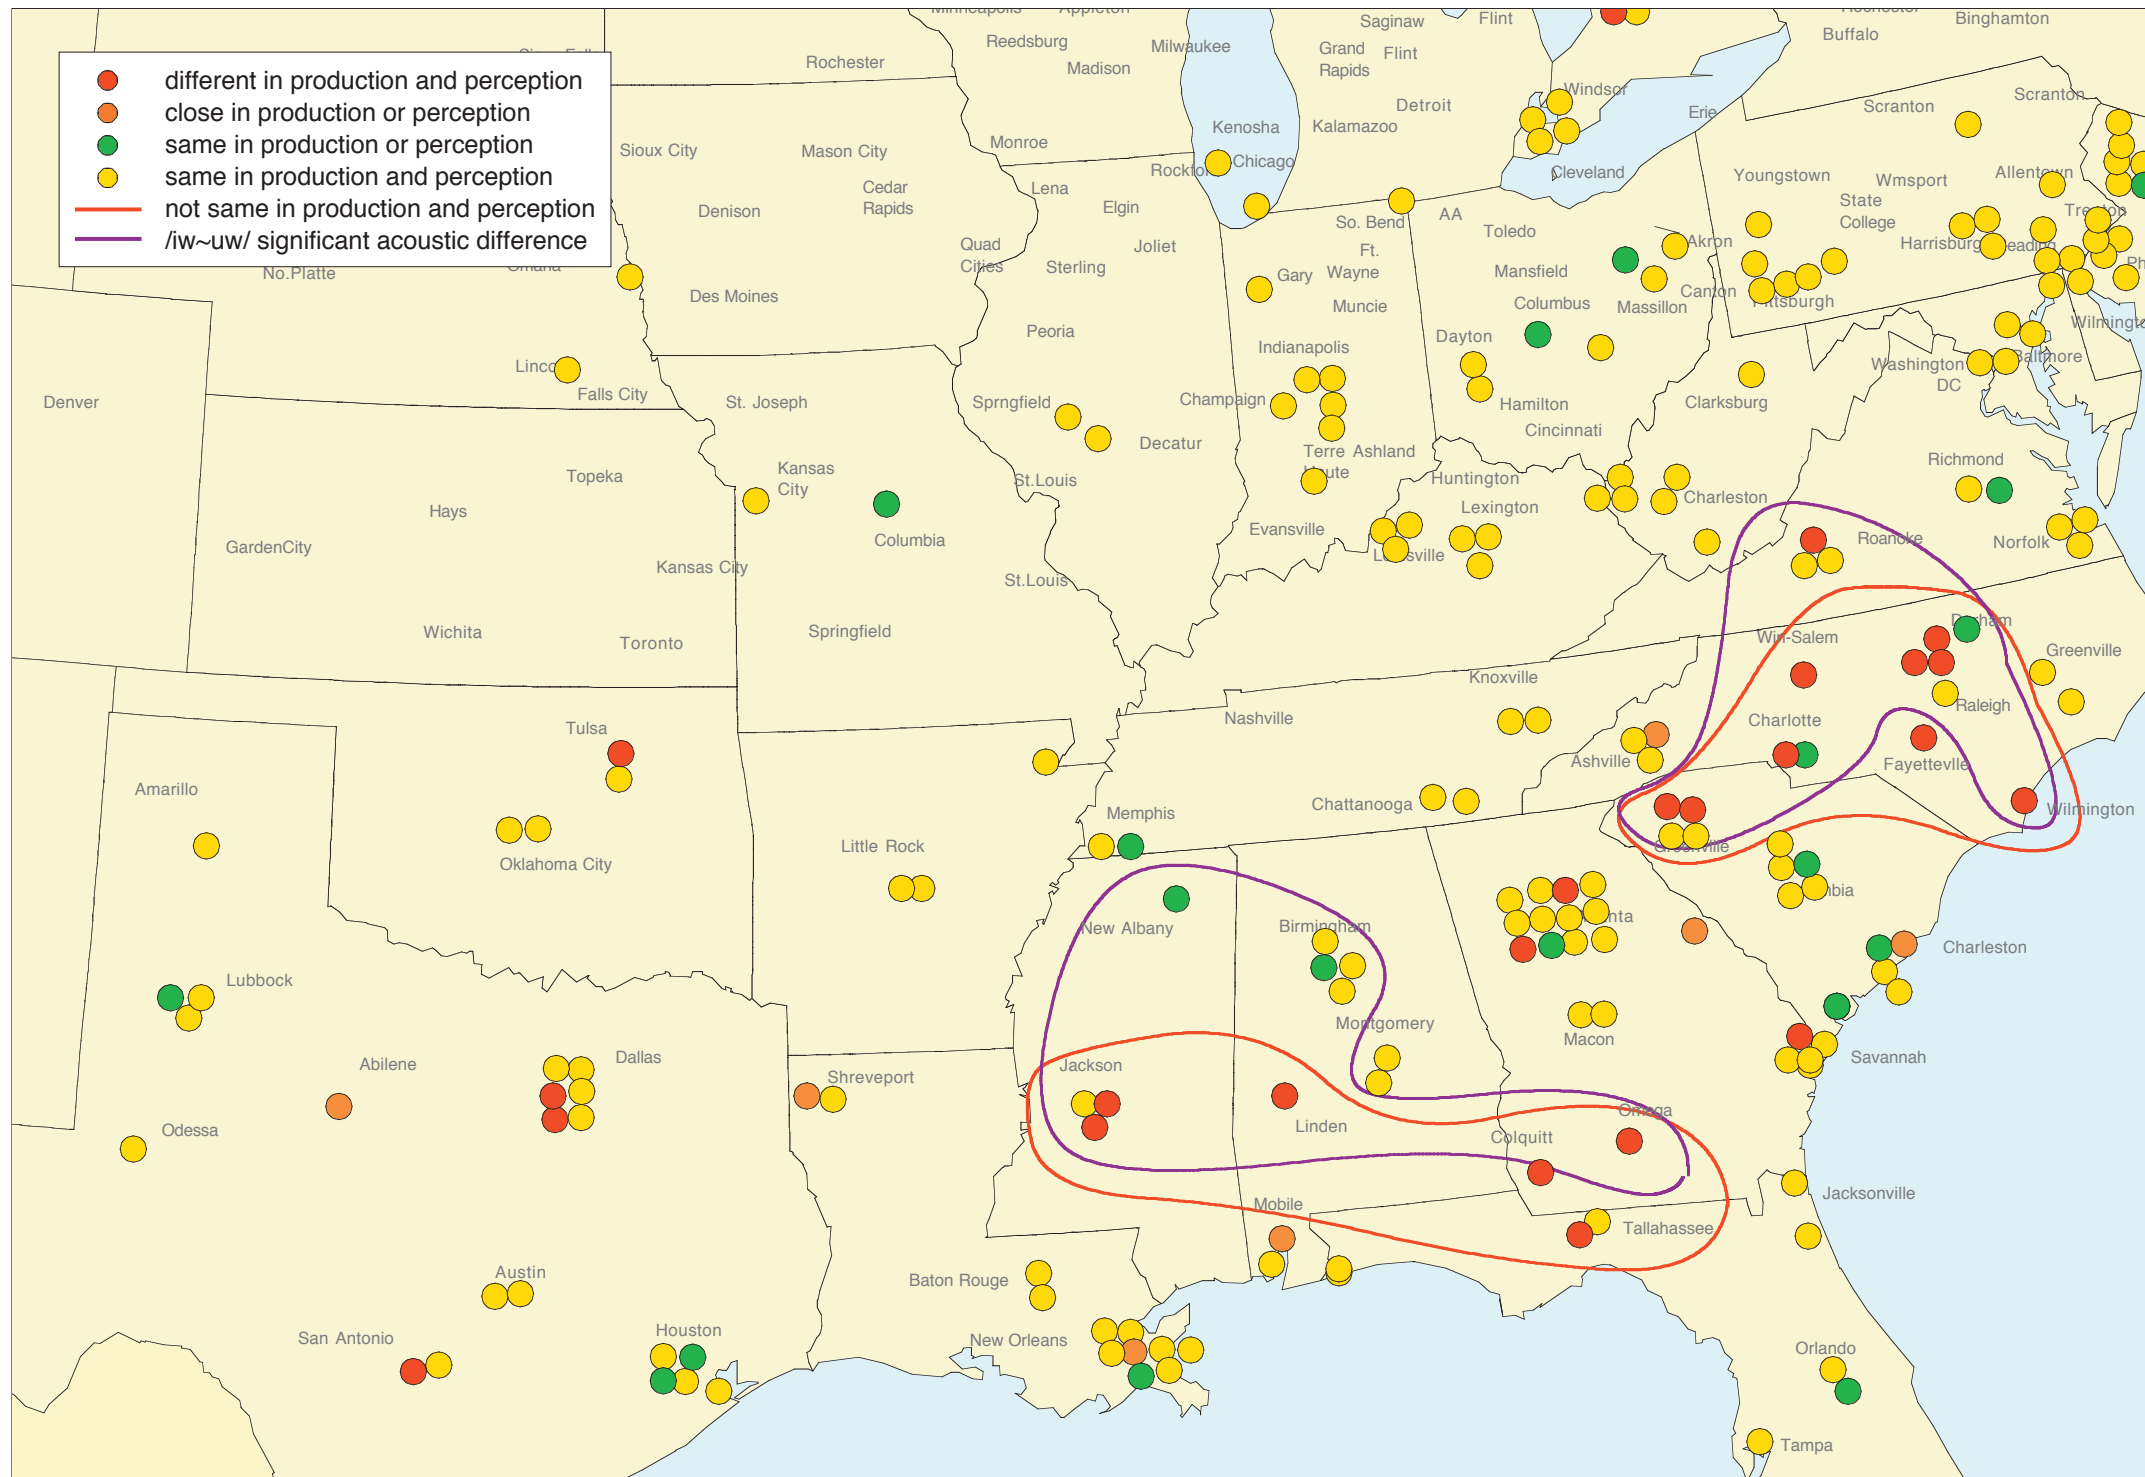 Minneapolis
Appleton
Saginaw
Flint
Rochester
Binghamton
Buffalo
Reedsburg
Milwaukee
Grand
Rapids
Flint
Rochester
Madison
different in production and perception
close in production or perception
same in production or perception
same in production and perception
not same in production and perception
/iw~uw/ significant acoustic difference
Windsor
Detroit
Erie
Scranton
Scranton
Kenosha
Kalamazoo
Monroe
Sioux City
Mason City
Chicago
Cleveland
Youngstown
Wmsport
Allentown
Cedar
Rapids
Lena
Denison
Elgin
So. Bend
AA
Toledo
State
College
Trenton
Quad
Cities
Joliet
Ft.
Wayne
Akron
Harrisburg
Sterling
No.Platte
Omaha
Gary
Mansfield
Canton
Pittsburgh
Des Moines
Muncie
Columbus
Massillon
Peoria
Indianapolis
Dayton
Baltimore
Washington
DC
Falls City
Denver
St. Joseph
Sprngfield
Champaign
Hamilton
Clarksburg
Cincinnati
Decatur
Terre
Haute
Ashland
Richmond
Kansas
City
Topeka
St.Louis
Huntington
Charleston
Lexington
Hays
Evansville
Louisville
Roanoke
Norfolk
Columbia
GardenCity
Kansas City
St.Louis
Wichita
Toronto
Springfield
Durham
Win-Salem
Greenville
Knoxville
Raleigh
Nashville
Charlotte
Tulsa
Ashville
Fayettevlle
Amarillo
Chattanooga
Memphis
Wilmington
Little Rock
Oklahoma City
Greenville
New Albany
Birmingham
Charleston
Lubbock
Montgomery
Macon
Savannah
Abilene
Dallas
Jackson
Shreveport
Odessa
Linden
Omega
Colquitt
Jacksonville
Mobile
Tallahassee
Austin
Baton Rouge
San Antonio
Houston
New Orleans
Orlando
Tampa